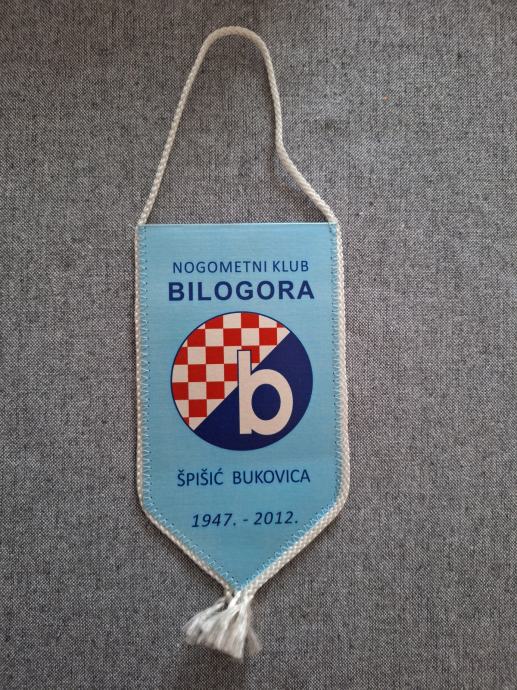 NOGOMETNI KLUB
BILOGORA
b
ŠPIŠIĆ BUKOVICA
1947. - 2012.